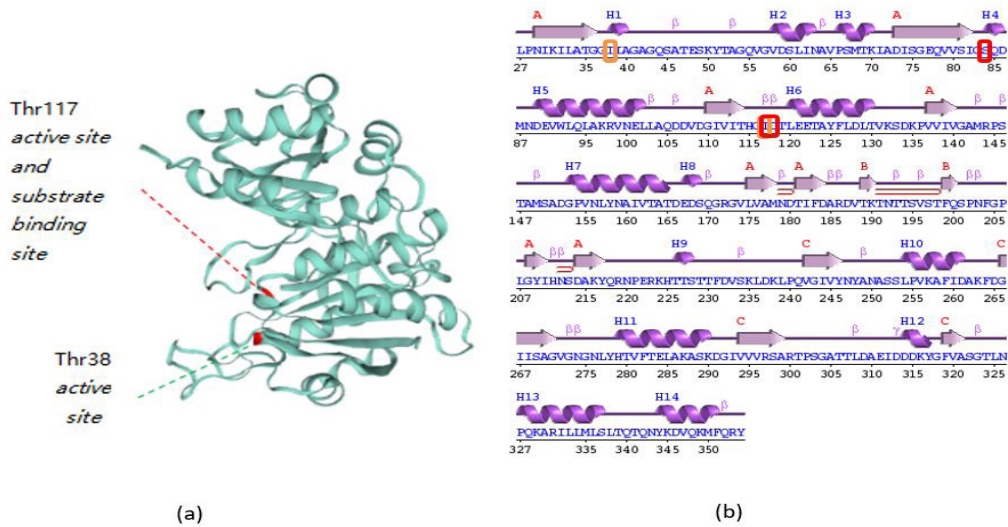 Thr117
active site
and
substrate
binding
site
Thr38
active
site
(a)
A H1 β β H2 β H3 A H4
LPNIKILATGG LAGAGQSATESKYTAGQVGVDSLINAVPSMTKIADISGEQVVSIGSQD
27 35 40 45 50 55 60 65 70 75 80 85
H5 β β A ββ H6 A β β
MNDEVWLQLAKRVNELLAQDDVDGIVITHG TLEETAYFLDLTVKSDKPVVIVGAMRPS
87 95 100 105 110 115 120 125 130 135 140 145
β H7 H8 β A β A ββ B β β B ββ
TAMSADGPVNLYNAIVTATDEDSQGRGVLVAMNDTIFDARDVTKTNTTSVSTFQSPNFGP
147 155 160 165 170 175 180 185 190 195 200 205
A ββ A H9 β C H10 C
LGYIHNSDAKYQRNPERKHTTSTTFDVSKLDKLPQVGIVYNYANASSLPVKAFIDAKFDG
207 215 220 225 230 235 240 245 250 255 260 265
ββ H11 C β γ H12 C β
IISAGVGNGNLYHTVFTELAKASKDGIVVVRSARTPSGATTLDAEIDDDKYGFVASGTLN
267 275 280 285 290 295 300 305 310 315 320 325
H13 H14 β
PQKARILLMLSLTQTQNYKDVQKMFQRY
327 335 340 345 350
(b)